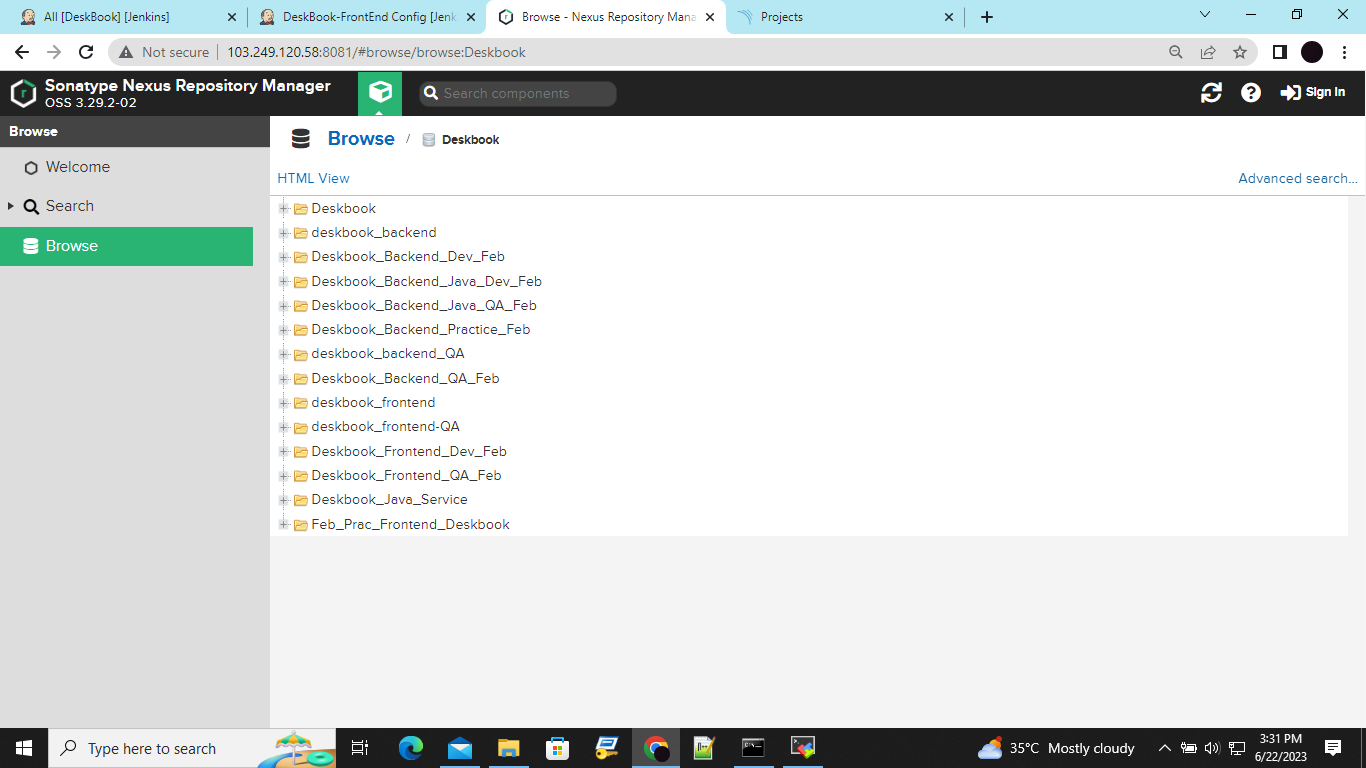 All [DeskBook] [Jenkins]
DeskBook-FrontEnd Config [Jenk
Browse - Nexus Repository Mana
Projects
Not secure
103.249.120.58:8081/#browse/browse:Deskbook
Sonatype Nexus Repository Manager
OSS 3.29.2-02
Search components
Sign in
Browse
Welcome
Search
Browse
Browse / Deskbook
HTML View
Advanced search...
Deskbook
deskbook_backend
Deskbook_Backend_Dev_Feb
Deskbook_Backend_Java_Dev_Feb
Deskbook_Backend_Java_QA_Feb
Deskbook_Backend_Practice_Feb
deskbook_backend_QA
Deskbook_Backend_QA_Feb
deskbook_frontend
deskbook_frontend-QA
Deskbook_Frontend_Dev_Feb
Deskbook_Frontend_QA_Feb
Deskbook_Java_Service
Feb_Prac_Frontend_Deskbook
Type here to search
35°C Mostly cloudy
3:31 PM
6/22/2023